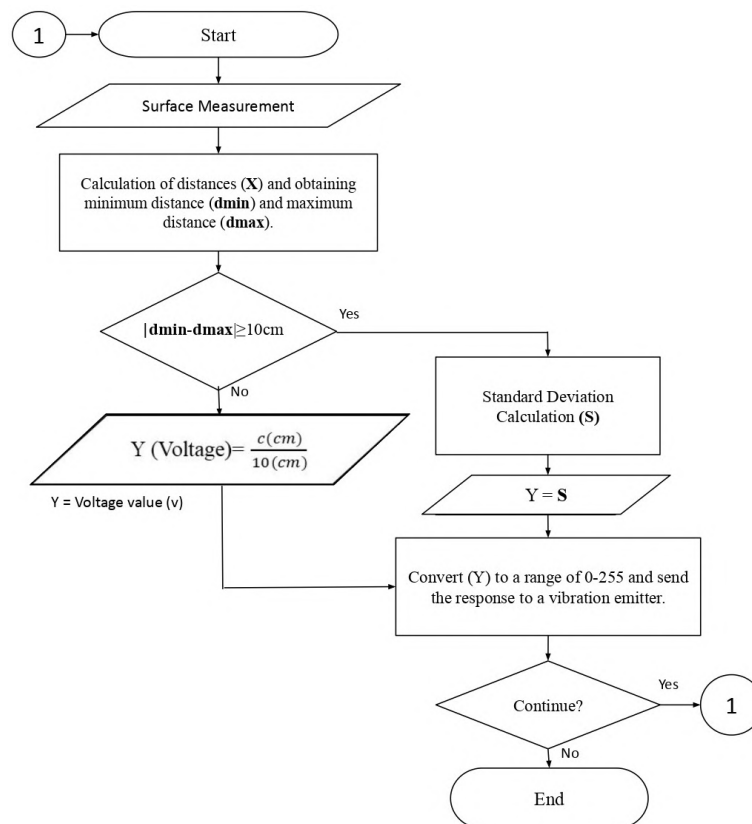 1
Start
Surface Measurement
Calculation of distances (X) and obtaining
minimum distance (dmin) and maximum
distance (dmax).
|dmin-dmax|≥10cm
Yes
No
Standard Deviation
Calculation (S)
Y (Voltage)= c(cm)/10(cm)
Y = Voltage value (v)
Y = S
Convert (Y) to a range of 0-255 and send
the response to a vibration emitter.
Continue?
Yes
1
No
End